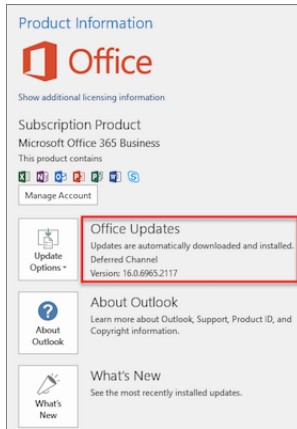 Product Information
Office
Show additional licensing information
Subscription Product
Microsoft Office 365 Business
This product contains
Manage Account
Office Updates
Updates are automatically downloaded and installed.
Deferred Channel
Version: 16.0.6965.2117
Update
Options
About Outlook
Learn more about Outlook, Support, Product ID, and
Copyright information.
About
Outlook
What's New
See the most recently installed updates.
What's
New